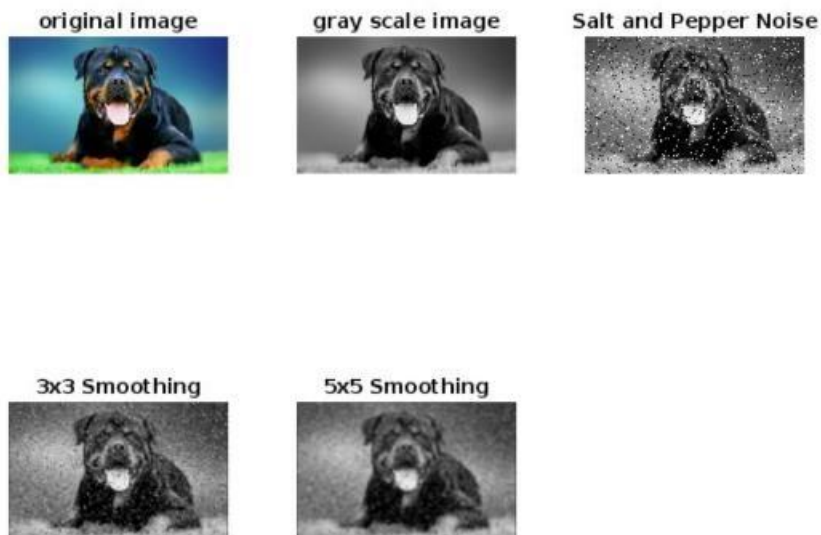 original image
gray scale image
Salt and Pepper Noise
3x3 Smoothing
5x5 Smoothing